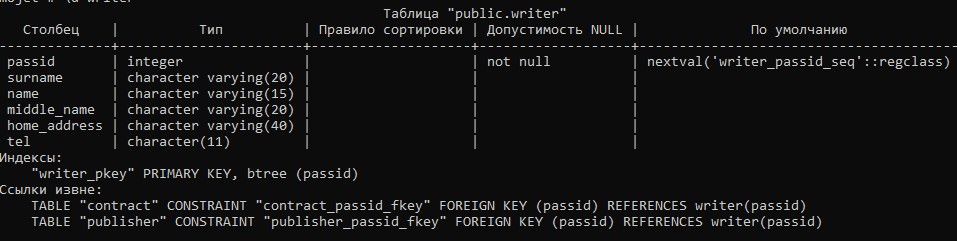 Таблица "public.writer"
Столбец | Тип | Правило сортировки | Допустимость NULL | По умолчанию
--------------+-----------------------+--------------------+-------------------+----------------------------------------
passid | integer | | not null | nextval('writer_passid_seq'::regclass)
surname | character varying(20) | | |
name | character varying(15) | | |
middle_name | character varying(20) | | |
home_address | character varying(40) | | |
tel | character(11) | | |
Индексы:
"writer_pkey" PRIMARY KEY, btree (passid)
Ссылки извне:
TABLE "contract" CONSTRAINT "contract_passid_fkey" FOREIGN KEY (passid) REFERENCES writer(passid)
TABLE "publisher" CONSTRAINT "publisher_passid_fkey" FOREIGN KEY (passid) REFERENCES writer(passid)